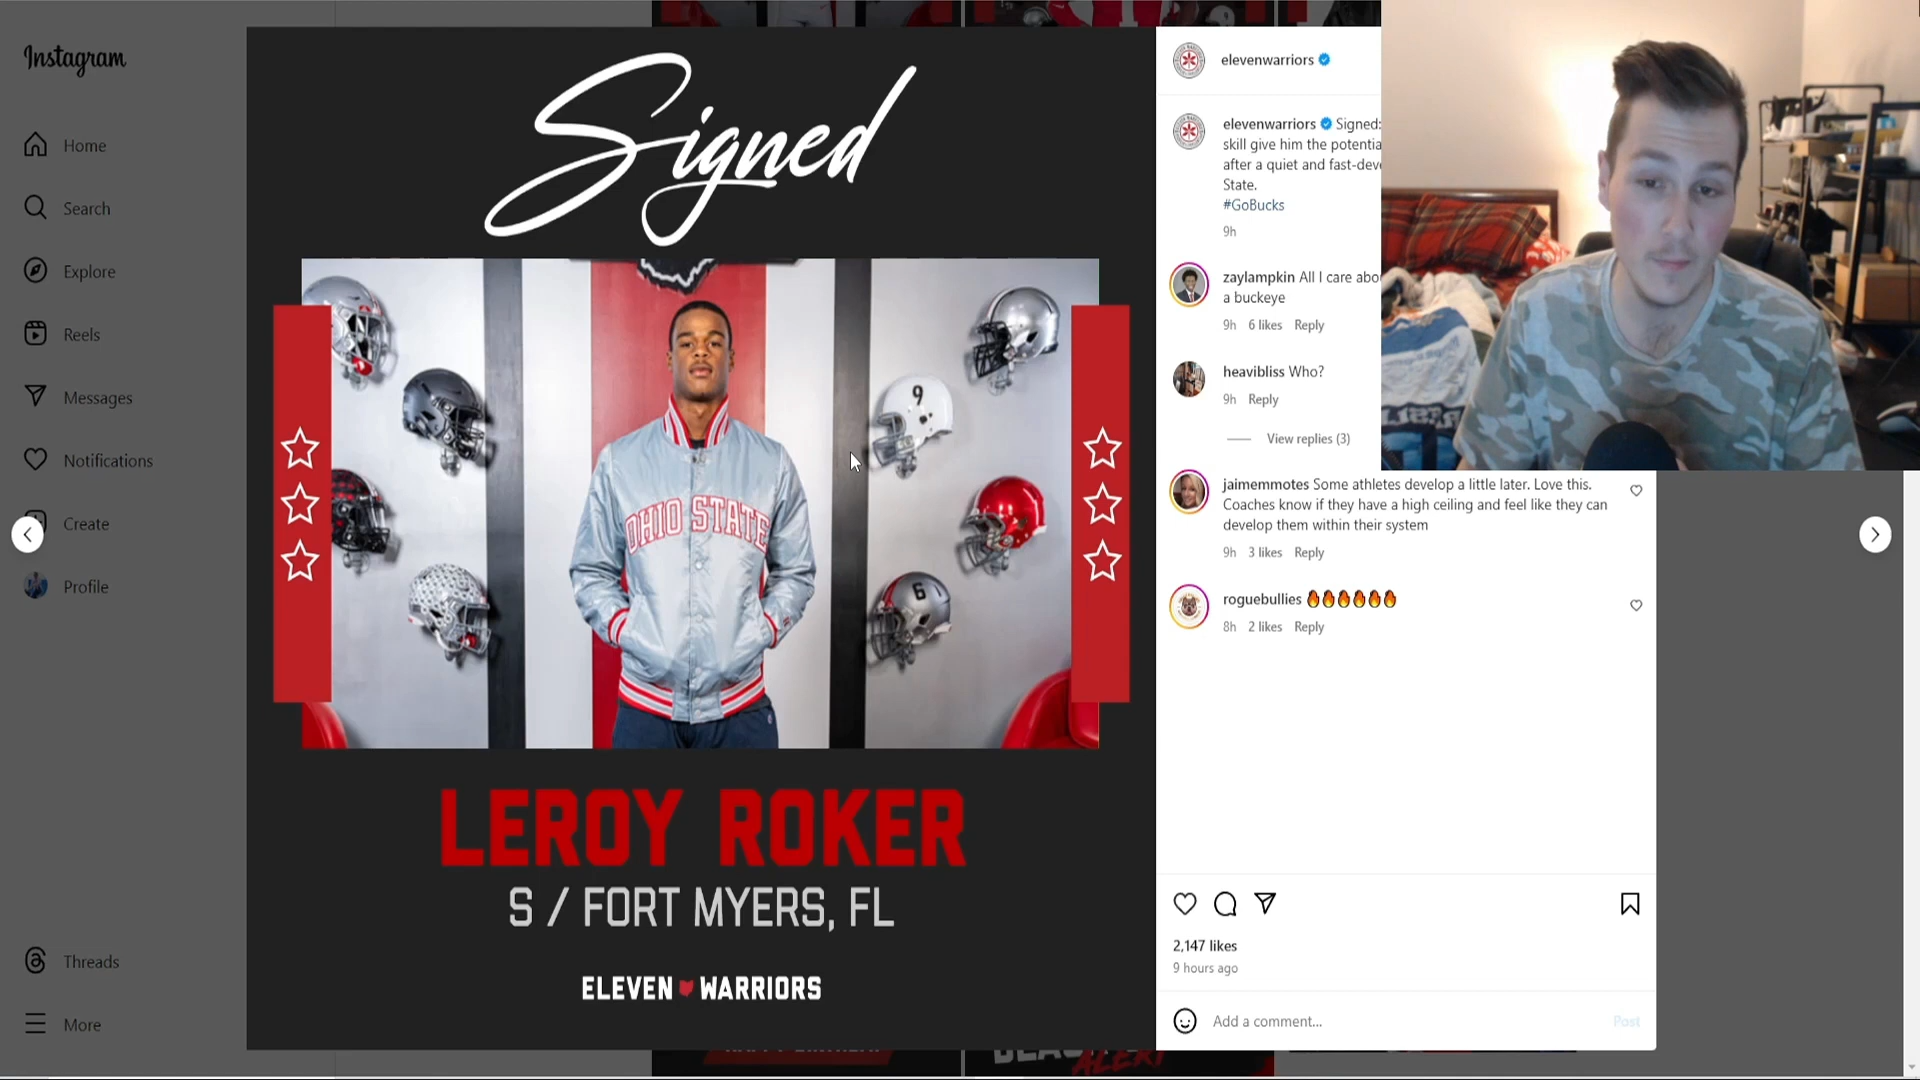 Instagram
Home
Search
Explore
Reels
Messages
Notifications
Create
Profile
Threads
More
Signed
OHIO STATE
9
6
LEROY ROKER
S / FORT MYERS, FL
ELEVEN WARRIORS
ALERT
elevenwarriors
elevenwarriors Signed:
skill give him the
after a quiet and
State.
#GoBucks
9h
zaylampkin All I care
a buckeye
9h 6 likes Reply
heavibliss Who?
9h Reply
View replies (3)
jaimemmotes Some athletes develop a little later. Love this.
Coaches know if they have a high ceiling and feel like they can
develop them within their system
9h 3 likes Reply
roguebullies 🔥🔥🔥🔥🔥🔥
8h 2 likes Reply
2,147 likes
9 hours ago
Add a comment...
Post